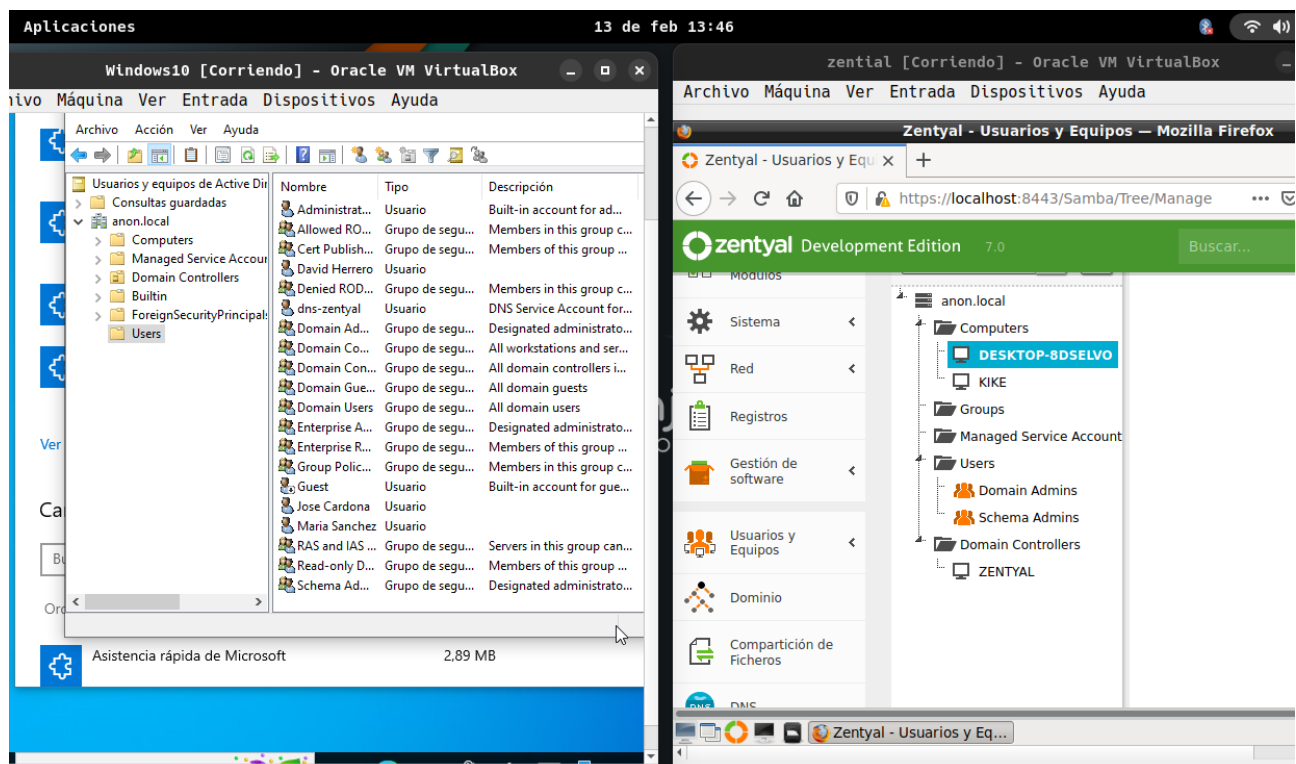 Aplicaciones
13 de feb 13:46
Windows10 [Corriendo] - Oracle VM VirtualBox
Máquina Ver Entrada Dispositivos Ayuda
Archivo Acción Ver Ayuda
Usuarios y equipos de Active Dir
Consultas guardadas
anon.local
Computers
Managed Service Accour
Domain Controllers
Builtin
ForeignSecurityPrincipal:
Users
Nombre Tipo Descripción
Administrat... Usuario Built-in account for ad...
Allowed RO... Grupo de segu... Members in this group c...
Cert Publish... Grupo de segu... Members of this group ...
David Herrero Usuario
Denied ROD... Grupo de segu... Members in this group c...
dns-zentyal Usuario DNS Service Account for...
Domain Ad... Grupo de segu... Designated administrato...
Domain Co... Grupo de segu... All workstations and ser...
Domain Con... Grupo de segu... All domain controllers i...
Domain Gue... Grupo de segu... All domain guests
Domain Users Grupo de segu... All domain users
Enterprise A... Grupo de segu... Designated administrato...
Enterprise R... Grupo de segu... Members of this group ...
Group Polic... Grupo de segu... Members in this group c...
Guest Usuario Built-in account for gue...
Jose Cardona Usuario
Maria Sanchez Usuario
RAS and IAS ... Grupo de segu... Servers in this group can...
Read-only D... Grupo de segu... Members of this group ...
Schema Ad... Grupo de segu... Designated administrato...
Ver
Asistencia rápida de Microsoft 2,89 MB
zential [Corriendo] - Oracle VM VirtualBox
Archivo Máquina Ver Entrada Dispositivos Ayuda
Zentyal - Usuarios y Equipos — Mozilla Firefox
Zentyal - Usuarios y Equ
https://localhost:8443/Samba/Tree/Manage
zentyal Development Edition 7.0 Buscar...
Módulos
Sistema
Red
Registros
Gestión de
software
Usuarios y
Equipos
Dominio
Compartición de
Ficheros
DNS
anon.local
Computers
DESKTOP-8DSELVO
KIKE
Groups
Managed Service Account
Users
Domain Admins
Schema Admins
Domain Controllers
ZENTYAL
Zentyal - Usuarios y Eq...